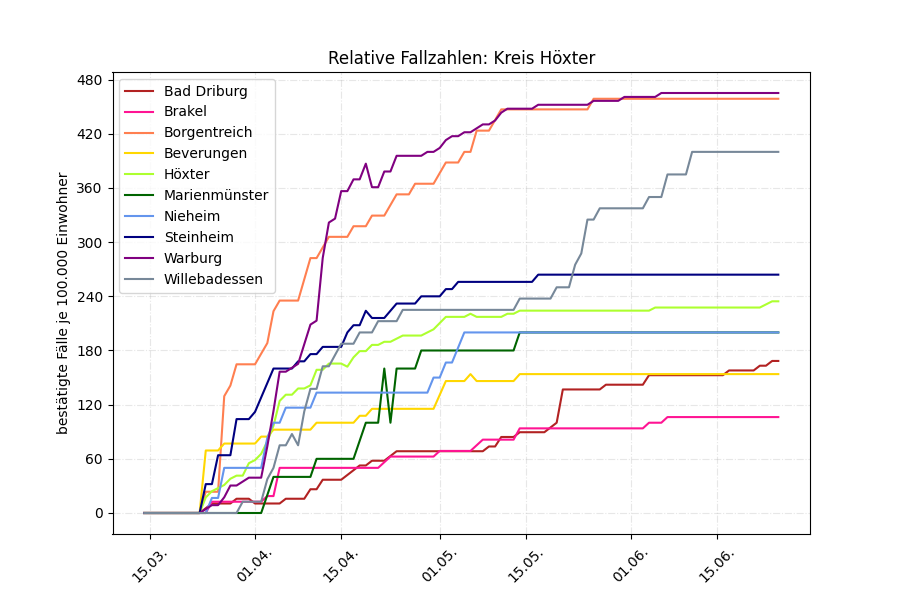 Relative Fallzahlen: Kreis Höxter
bestätigte Fälle je 100.000 Einwohner
480
420
360
300
240
180
120
60
0
Bad Driburg
Brakel
Borgentreich
Beverungen
Höxter
Marienmünster
Nieheim
Steinheim
Warburg
Willebadessen
15.03.
01.04.
15.04.
01.05.
15.05.
01.06.
15.06.